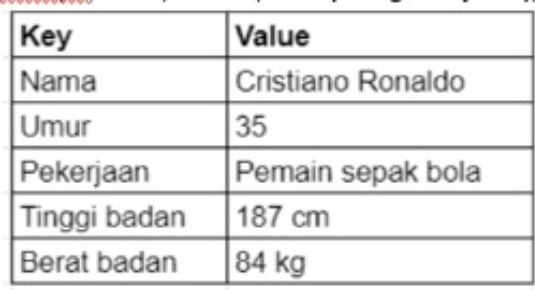 Key Value
Nama Cristiano Ronaldo
Umur 35
Pekerjaan Pemain sepak bola
Tinggi badan 187 cm
Berat badan 84 kg